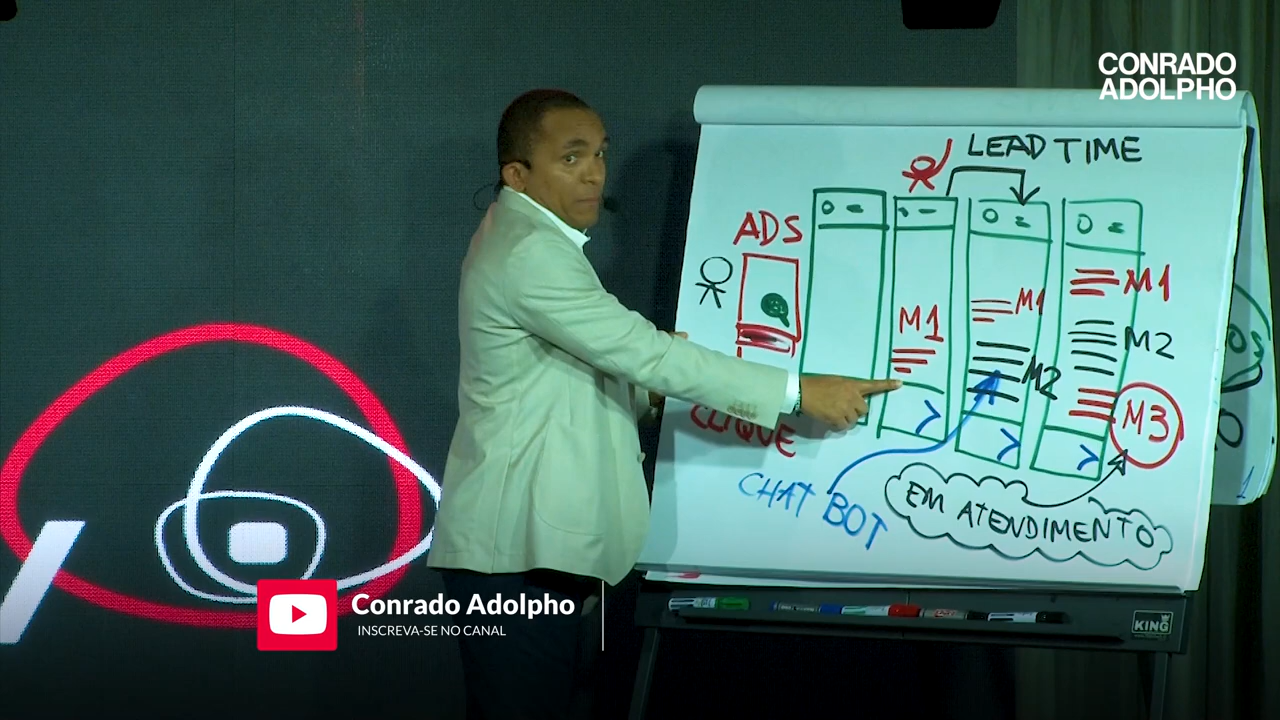 CONRADO
ADOLPHO
LEAD TIME
ADS
M1
M1
M1
M2
M2
M3
CLIQUE
CHAT BOT
EM ATENDIMENTO
KING
Conrado Adolpho
INSCREVA-SE NO CANAL